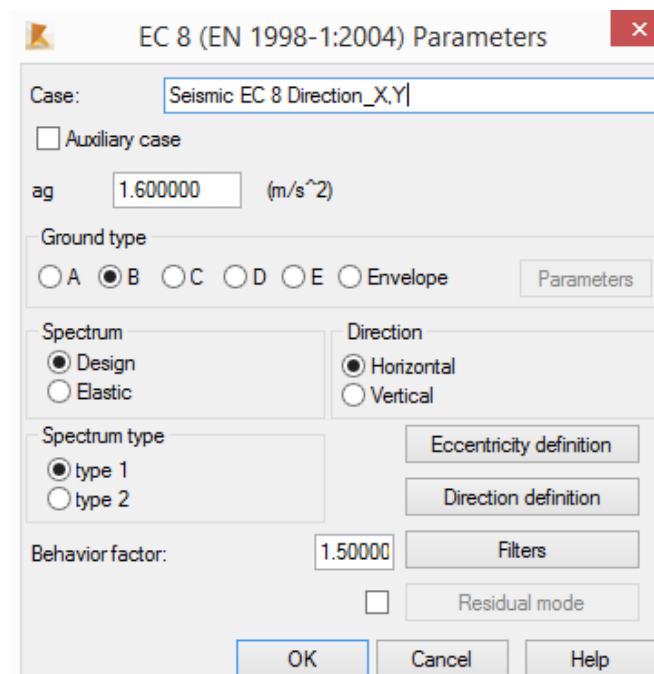 EC 8 (EN 1998-1:2004) Parameters
Case: Seismic EC 8 Direction_X,Y
Auxiliary case
ag 1.600000 (m/s^2)
Ground type
A B C D E Envelope Parameters
Spectrum Direction
Design Horizontal
Elastic Vertical
Spectrum type Eccentricity definition
type 1
type 2 Direction definition
Behavior factor: 1.50000 Filters
Residual mode
OK Cancel Help